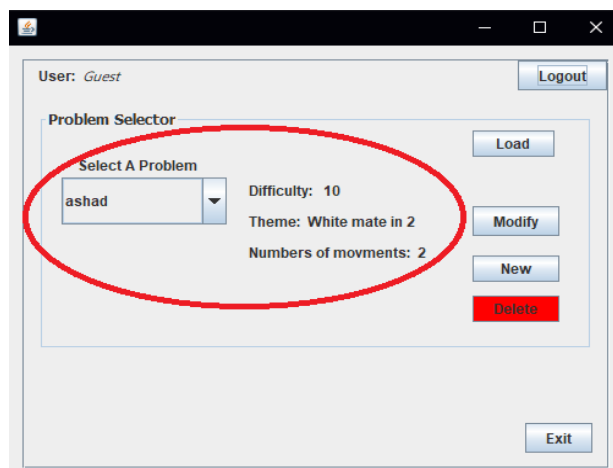 User: Guest
Logout
Problem Selector
Load
Select A Problem
ashad
Difficulty: 10
Theme: White mate in 2
Modify
Numbers of movments: 2
New
Delete
Exit